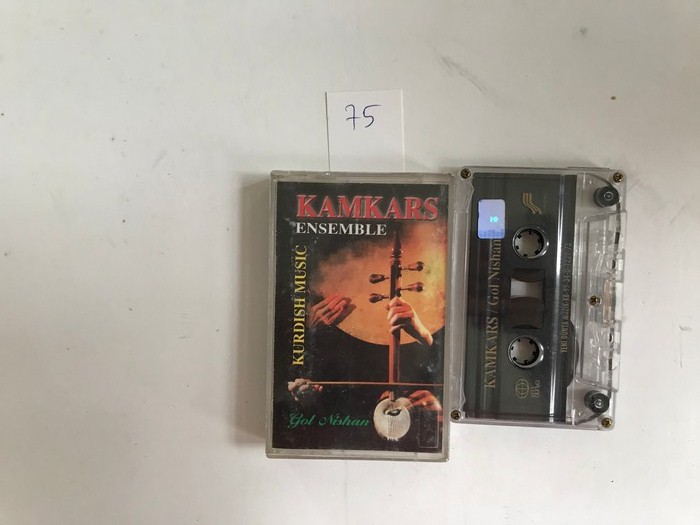 75
KAMKARS
ENSEMBLE
KURDISH MUSIC
Gol Nishan
KAMKARS / Gol Nishan